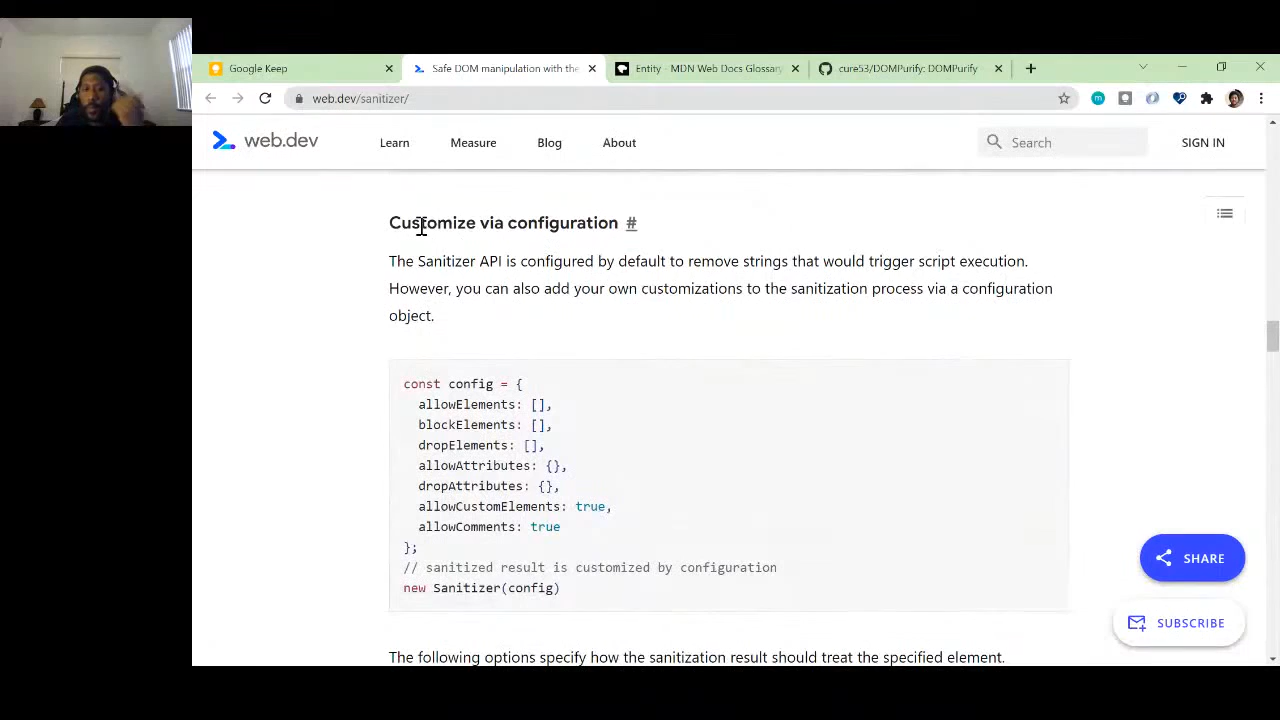 Google Keep
Safe DOM manipulation with the
Entity - MDN Web Docs Glossary
cure53/DOMPurify: DOMPurify
web.dev/sanitizer/
web.dev
Learn
Measure
Blog
About
Search
SIGN IN
Customize via configuration #
The Sanitizer API is configured by default to remove strings that would trigger script execution.
However, you can also add your own customizations to the sanitization process via a configuration
object.
const config = {
allowElements: [],
blockElements: [],
dropElements: [],
allowAttributes: {},
dropAttributes: {},
allowCustomElements: true,
allowComments: true
};
// sanitized result is customized by configuration
new Sanitizer(config)
SHARE
SUBSCRIBE
The following options specify how the sanitization result should treat the specified element.